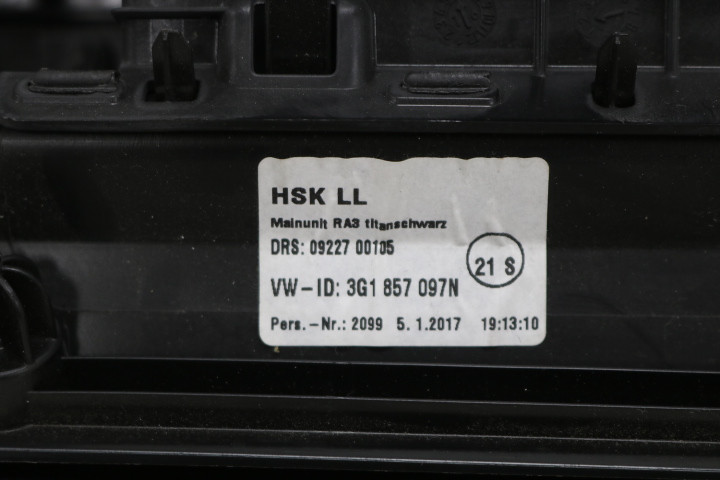 HSK LL
Mainunit RA3 titanschwarz
DRS: 09227 00105
21 S
VW-ID: 3G1 857 097N
Pers.-Nr.: 2099 5.1.2017 19:13:10